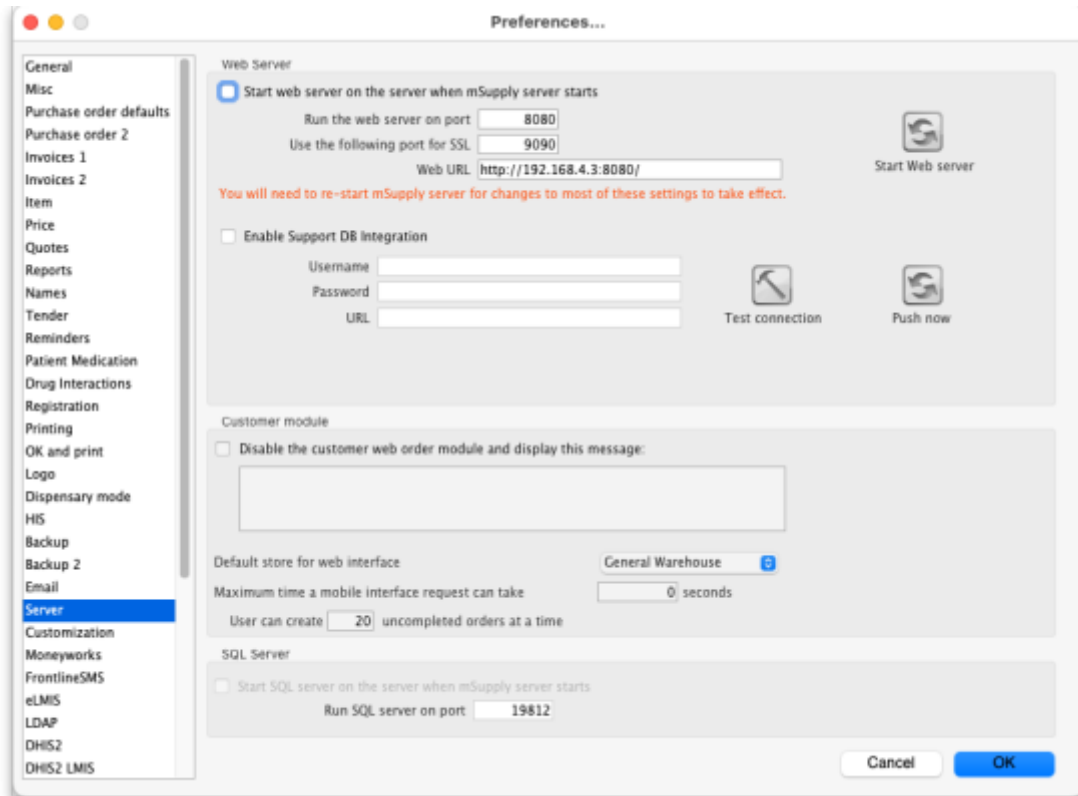 Preferences...
General
Misc
Purchase order defaults
Purchase order 2
Invoices 1
Invoices 2
Item
Price
Quotes
Reports
Names
Tender
Reminders
Patient Medication
Drug Interactions
Registration
Printing
OK and print
Logo
Dispensary mode
HIS
Backup
Backup 2
Email
Server
Customization
Moneyworks
FrontlineSMS
eLMIS
LDAP
DHIS2
DHIS2 LMIS
Web Server
Start web server on the server when mSupply server starts
Run the web server on port 8080
Use the following port for SSL 9090
Web URL http://192.168.4.3:8080/
Start Web server
You will need to re-start mSupply server for changes to most of these settings to take effect.
Enable Support DB Integration
Username
Password
URL
Test connection
Push now
Customer module
Disable the customer web order module and display this message:
Default store for web interface General Warehouse
Maximum time a mobile interface request can take 0 seconds
User can create 20 uncompleted orders at a time
SQL Server
Start SQL server on the server when mSupply server starts
Run SQL server on port 19812
Cancel OK